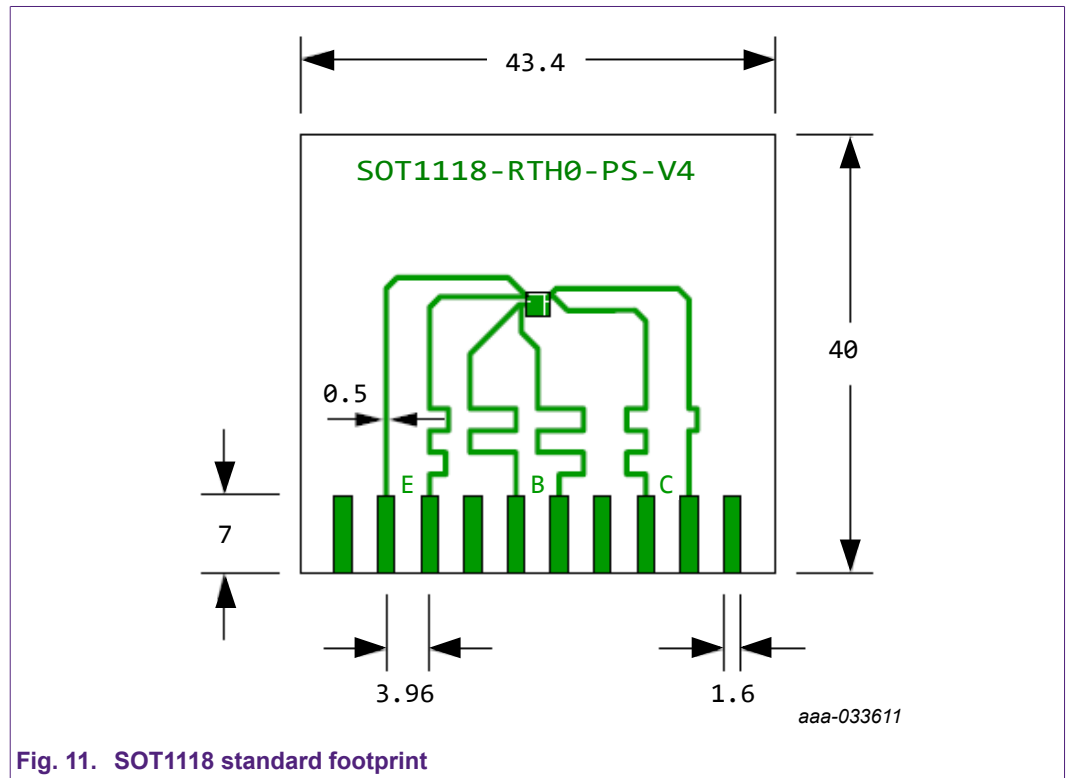 43.4
SOT1118-RTH0-PS-V4
40
0.5
E B C
7
3.96 1.6
aaa-033611
Fig. 11. SOT1118 standard footprint